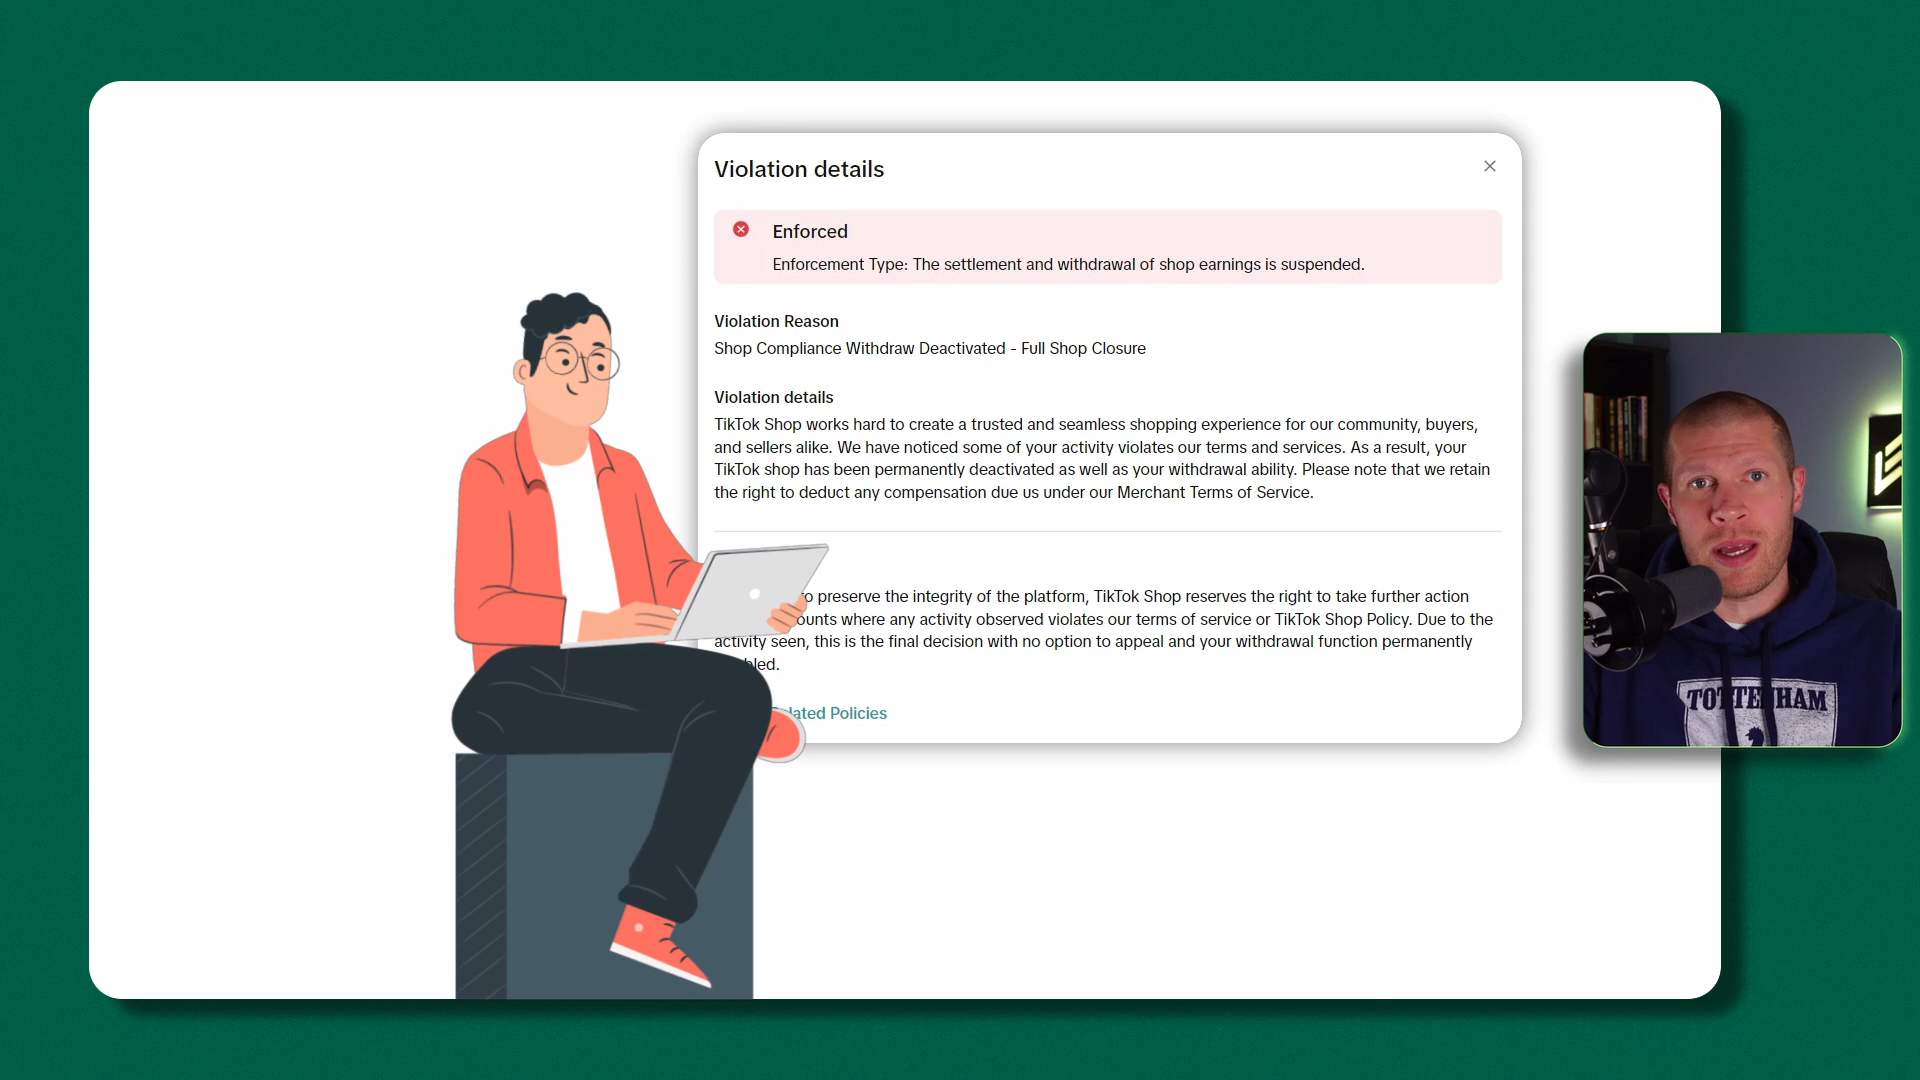 Violation details
Enforced
Enforcement Type: The settlement and withdrawal of shop earnings is suspended.
Violation Reason
Shop Compliance Withdraw Deactivated - Full Shop Closure
Violation details
TikTok Shop works hard to create a trusted and seamless shopping experience for our community, buyers,
and sellers alike. We have noticed some of your activity violates our terms and services. As a result, your
TikTok shop has been permanently deactivated as well as your withdrawal ability. Please note that we retain
the right to deduct any compensation due us under our Merchant Terms of Service.
preserve the integrity of the platform, TikTok Shop reserves the right to take further action
where any activity observed violates our terms of service or TikTok Shop Policy. Due to the
activity seen, this is the final decision with no option to appeal and your withdrawal function permanently
Policies
TOTTENHAM